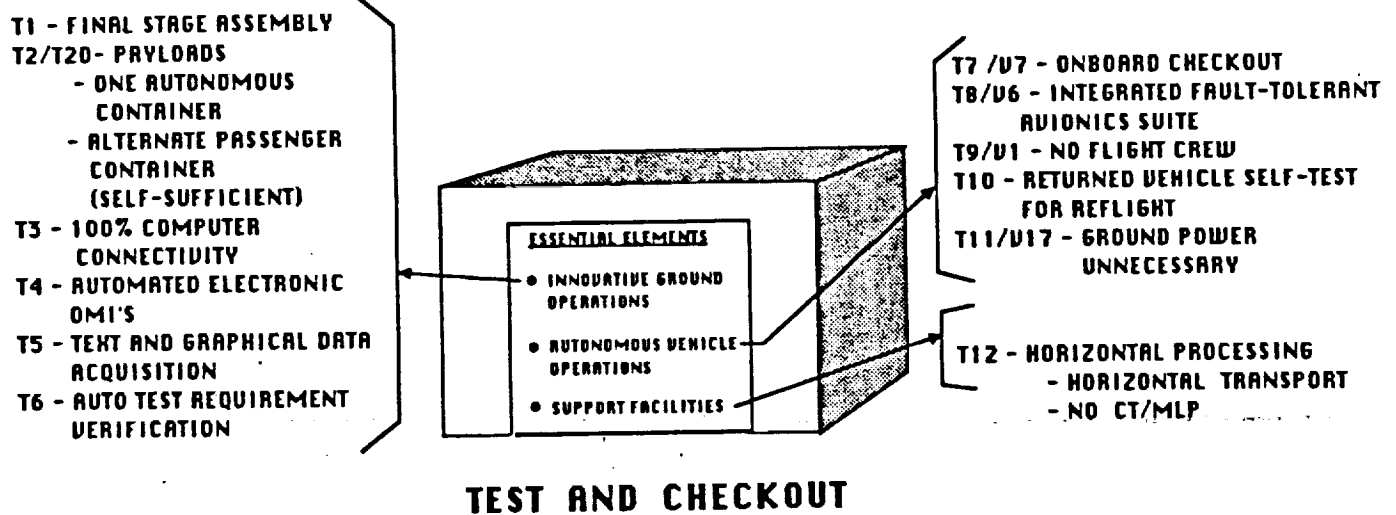 T1 - FINAL STAGE ASSEMBLY
T2/T20- PAYLOADS
- ONE AUTONOMOUS
CONTAINER
- ALTERNATE PASSENGER
CONTAINER
(SELF-SUFFICIENT)
T3 - 100% COMPUTER
CONNECTIVITY
T4 - AUTOMATED ELECTRONIC
OMI'S
T5 - TEXT AND GRAPHICAL DATA
ACQUISITION
T6 - AUTO TEST REQUIREMENT
VERIFICATION
ESSENTIAL ELEMENTS
• INNOVATIVE GROUND
OPERATIONS
• AUTONOMOUS VEHICLE
OPERATIONS
• SUPPORT FACILITIES
T7 /V7 - ONBOARD CHECKOUT
T8/V6 - INTEGRATED FAULT-TOLERANT
AVIONICS SUITE
T9/V1 - NO FLIGHT CREW
T10 - RETURNED VEHICLE SELF-TEST
FOR REFLIGHT
T11/V17 - GROUND POWER
UNNECESSARY
T12 - HORIZONTAL PROCESSING
- HORIZONTAL TRANSPORT
- NO CT/MLP
TEST AND CHECKOUT